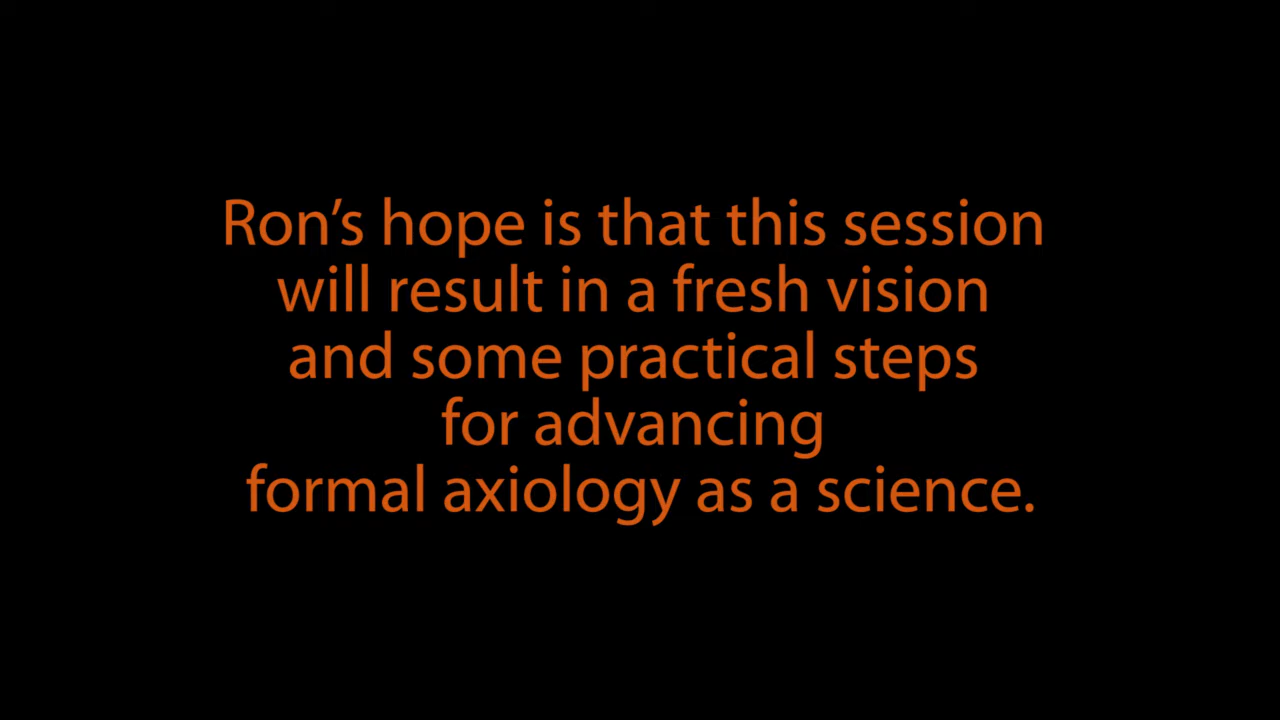 Ron’s hope is that this session
will result in a fresh vision
and some practical steps
for advancing
formal axiology as a science.